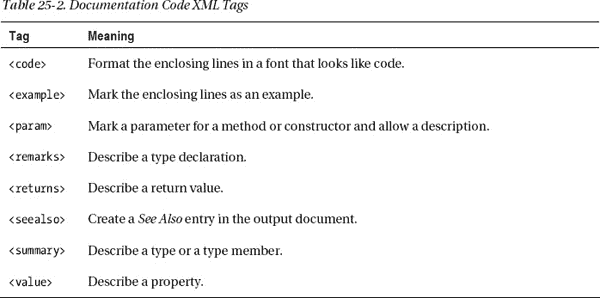 Table 25-2. Documentation Code XML Tags
Tag Meaning
<code> Format the enclosing lines in a font that looks like code.
<example> Mark the enclosing lines as an example.
<param> Mark a parameter for a method or constructor and allow a description.
<remarks> Describe a type declaration.
<returns> Describe a return value.
<seealso> Create a See Also entry in the output document.
<summary> Describe a type or a type member.
<value> Describe a property.